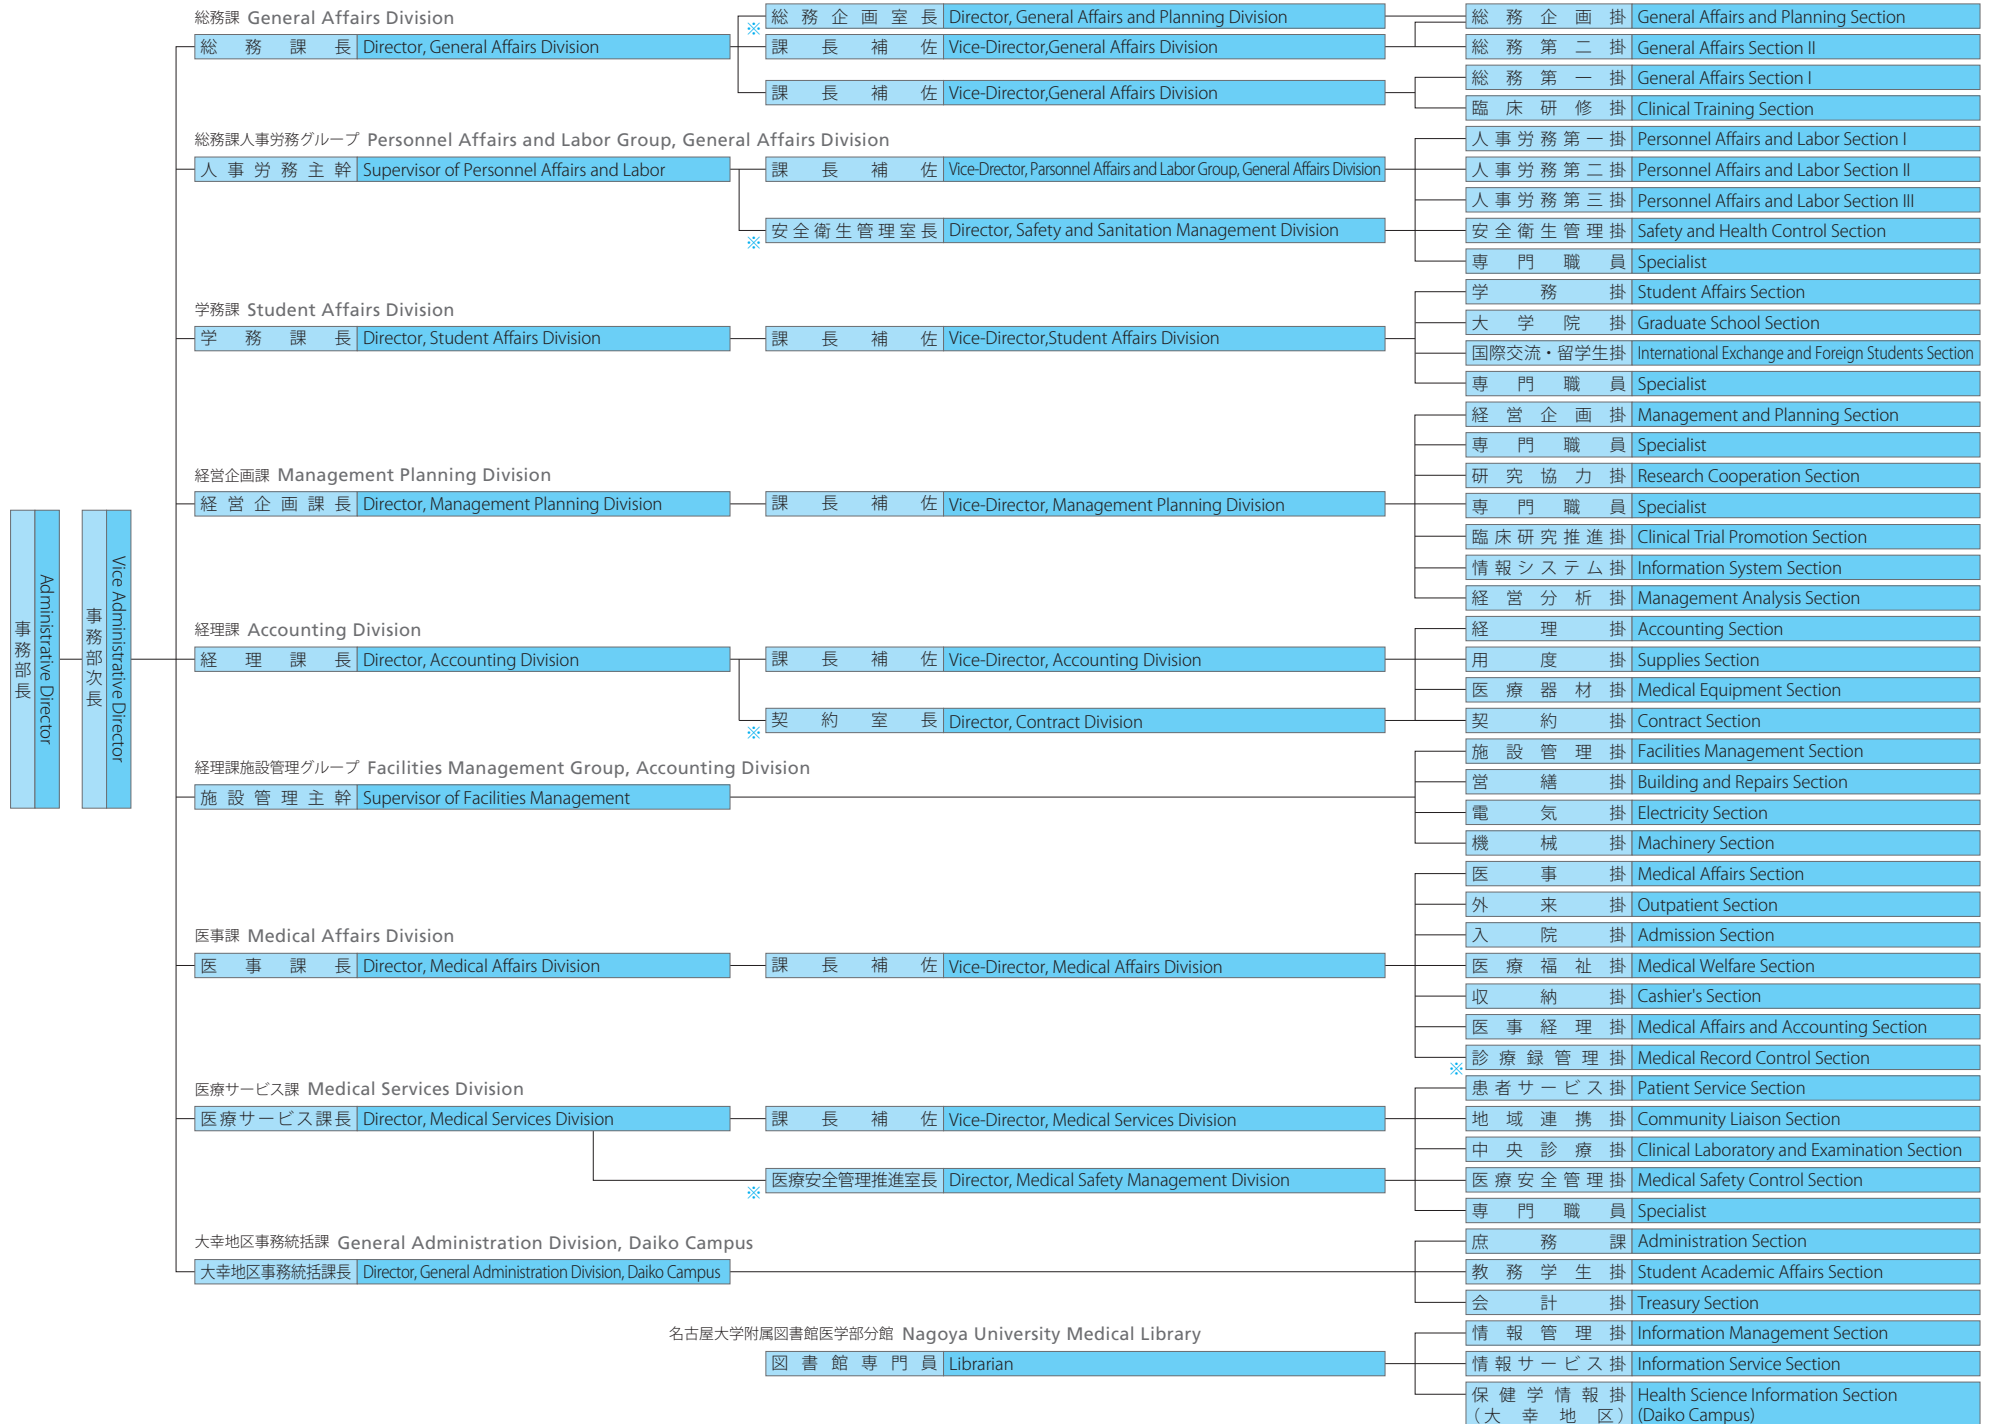 事務部長 Administrative Director
事務部次長 Vice Administrative Director
総務課 General Affairs Division
総務課長 Director, General Affairs Division
※
総務企画室長 Director, General Affairs and Planning Division
課長補佐 Vice-Director,General Affairs Division
課長補佐 Vice-Director,General Affairs Division
総務企画掛 General Affairs and Planning Section
総務第二掛 General Affairs Section II
総務第一掛 General Affairs Section I
臨床研修掛 Clinical Training Section
総務課人事労務グループ Personnel Affairs and Labor Group, General Affairs Division
人事労務主幹 Supervisor of Personnel Affairs and Labor
課長補佐 Vice-Drector, Parsonnel Affairs and Labor Group, General Affairs Division
※
安全衛生管理室長 Director, Safety and Sanitation Management Division
人事労務第一掛 Personnel Affairs and Labor Section I
人事労務第二掛 Personnel Affairs and Labor Section II
人事労務第三掛 Personnel Affairs and Labor Section III
安全衛生管理掛 Safety and Health Control Section
専門職員 Specialist
学務課 Student Affairs Division
学務課長 Director, Student Affairs Division
課長補佐 Vice-Director,Student Affairs Division
学務掛 Student Affairs Section
大学院掛 Graduate School Section
国際交流・留学生掛 International Exchange and Foreign Students Section
専門職員 Specialist
経営企画課 Management Planning Division
経営企画課長 Director, Management Planning Division
課長補佐 Vice-Director, Management Planning Division
経営企画掛 Management and Planning Section
専門職員 Specialist
研究協力掛 Research Cooperation Section
専門職員 Specialist
臨床研究推進掛 Clinical Trial Promotion Section
情報システム掛 Information System Section
経営分析掛 Management Analysis Section
経理課 Accounting Division
経理課長 Director, Accounting Division
課長補佐 Vice-Director, Accounting Division
※
契約室長 Director, Contract Division
経理掛 Accounting Section
用度掛 Supplies Section
医療器材掛 Medical Equipment Section
契約掛 Contract Section
経理課施設管理グループ Facilities Management Group, Accounting Division
施設管理主幹 Supervisor of Facilities Management
施設管理掛 Facilities Management Section
営繕掛 Building and Repairs Section
電気掛 Electricity Section
機械掛 Machinery Section
医事課 Medical Affairs Division
医事課長 Director, Medical Affairs Division
課長補佐 Vice-Director, Medical Affairs Division
医事掛 Medical Affairs Section
外来掛 Outpatient Section
入院掛 Admission Section
医療福祉掛 Medical Welfare Section
収納掛 Cashier's Section
医事経理掛 Medical Affairs and Accounting Section
※
診療録管理掛 Medical Record Control Section
医療サービス課 Medical Services Division
医療サービス課長 Director, Medical Services Division
課長補佐 Vice-Director, Medical Services Division
※
医療安全管理推進室長 Director, Medical Safety Management Division
患者サービス掛 Patient Service Section
地域連携掛 Community Liaison Section
中央診療掛 Clinical Laboratory and Examination Section
医療安全管理掛 Medical Safety Control Section
専門職員 Specialist
大幸地区事務統括課 General Administration Division, Daiko Campus
大幸地区事務統括課長 Director, General Administration Division, Daiko Campus
庶務課 Administration Section
教務学生掛 Student Academic Affairs Section
会計掛 Treasury Section
名古屋大学附属図書館医学部分館 Nagoya University Medical Library
図書館専門員 Librarian
情報管理掛 Information Management Section
情報サービス掛 Information Service Section
保健学情報掛 Health Science Information Section
(大幸地区) (Daiko Campus)